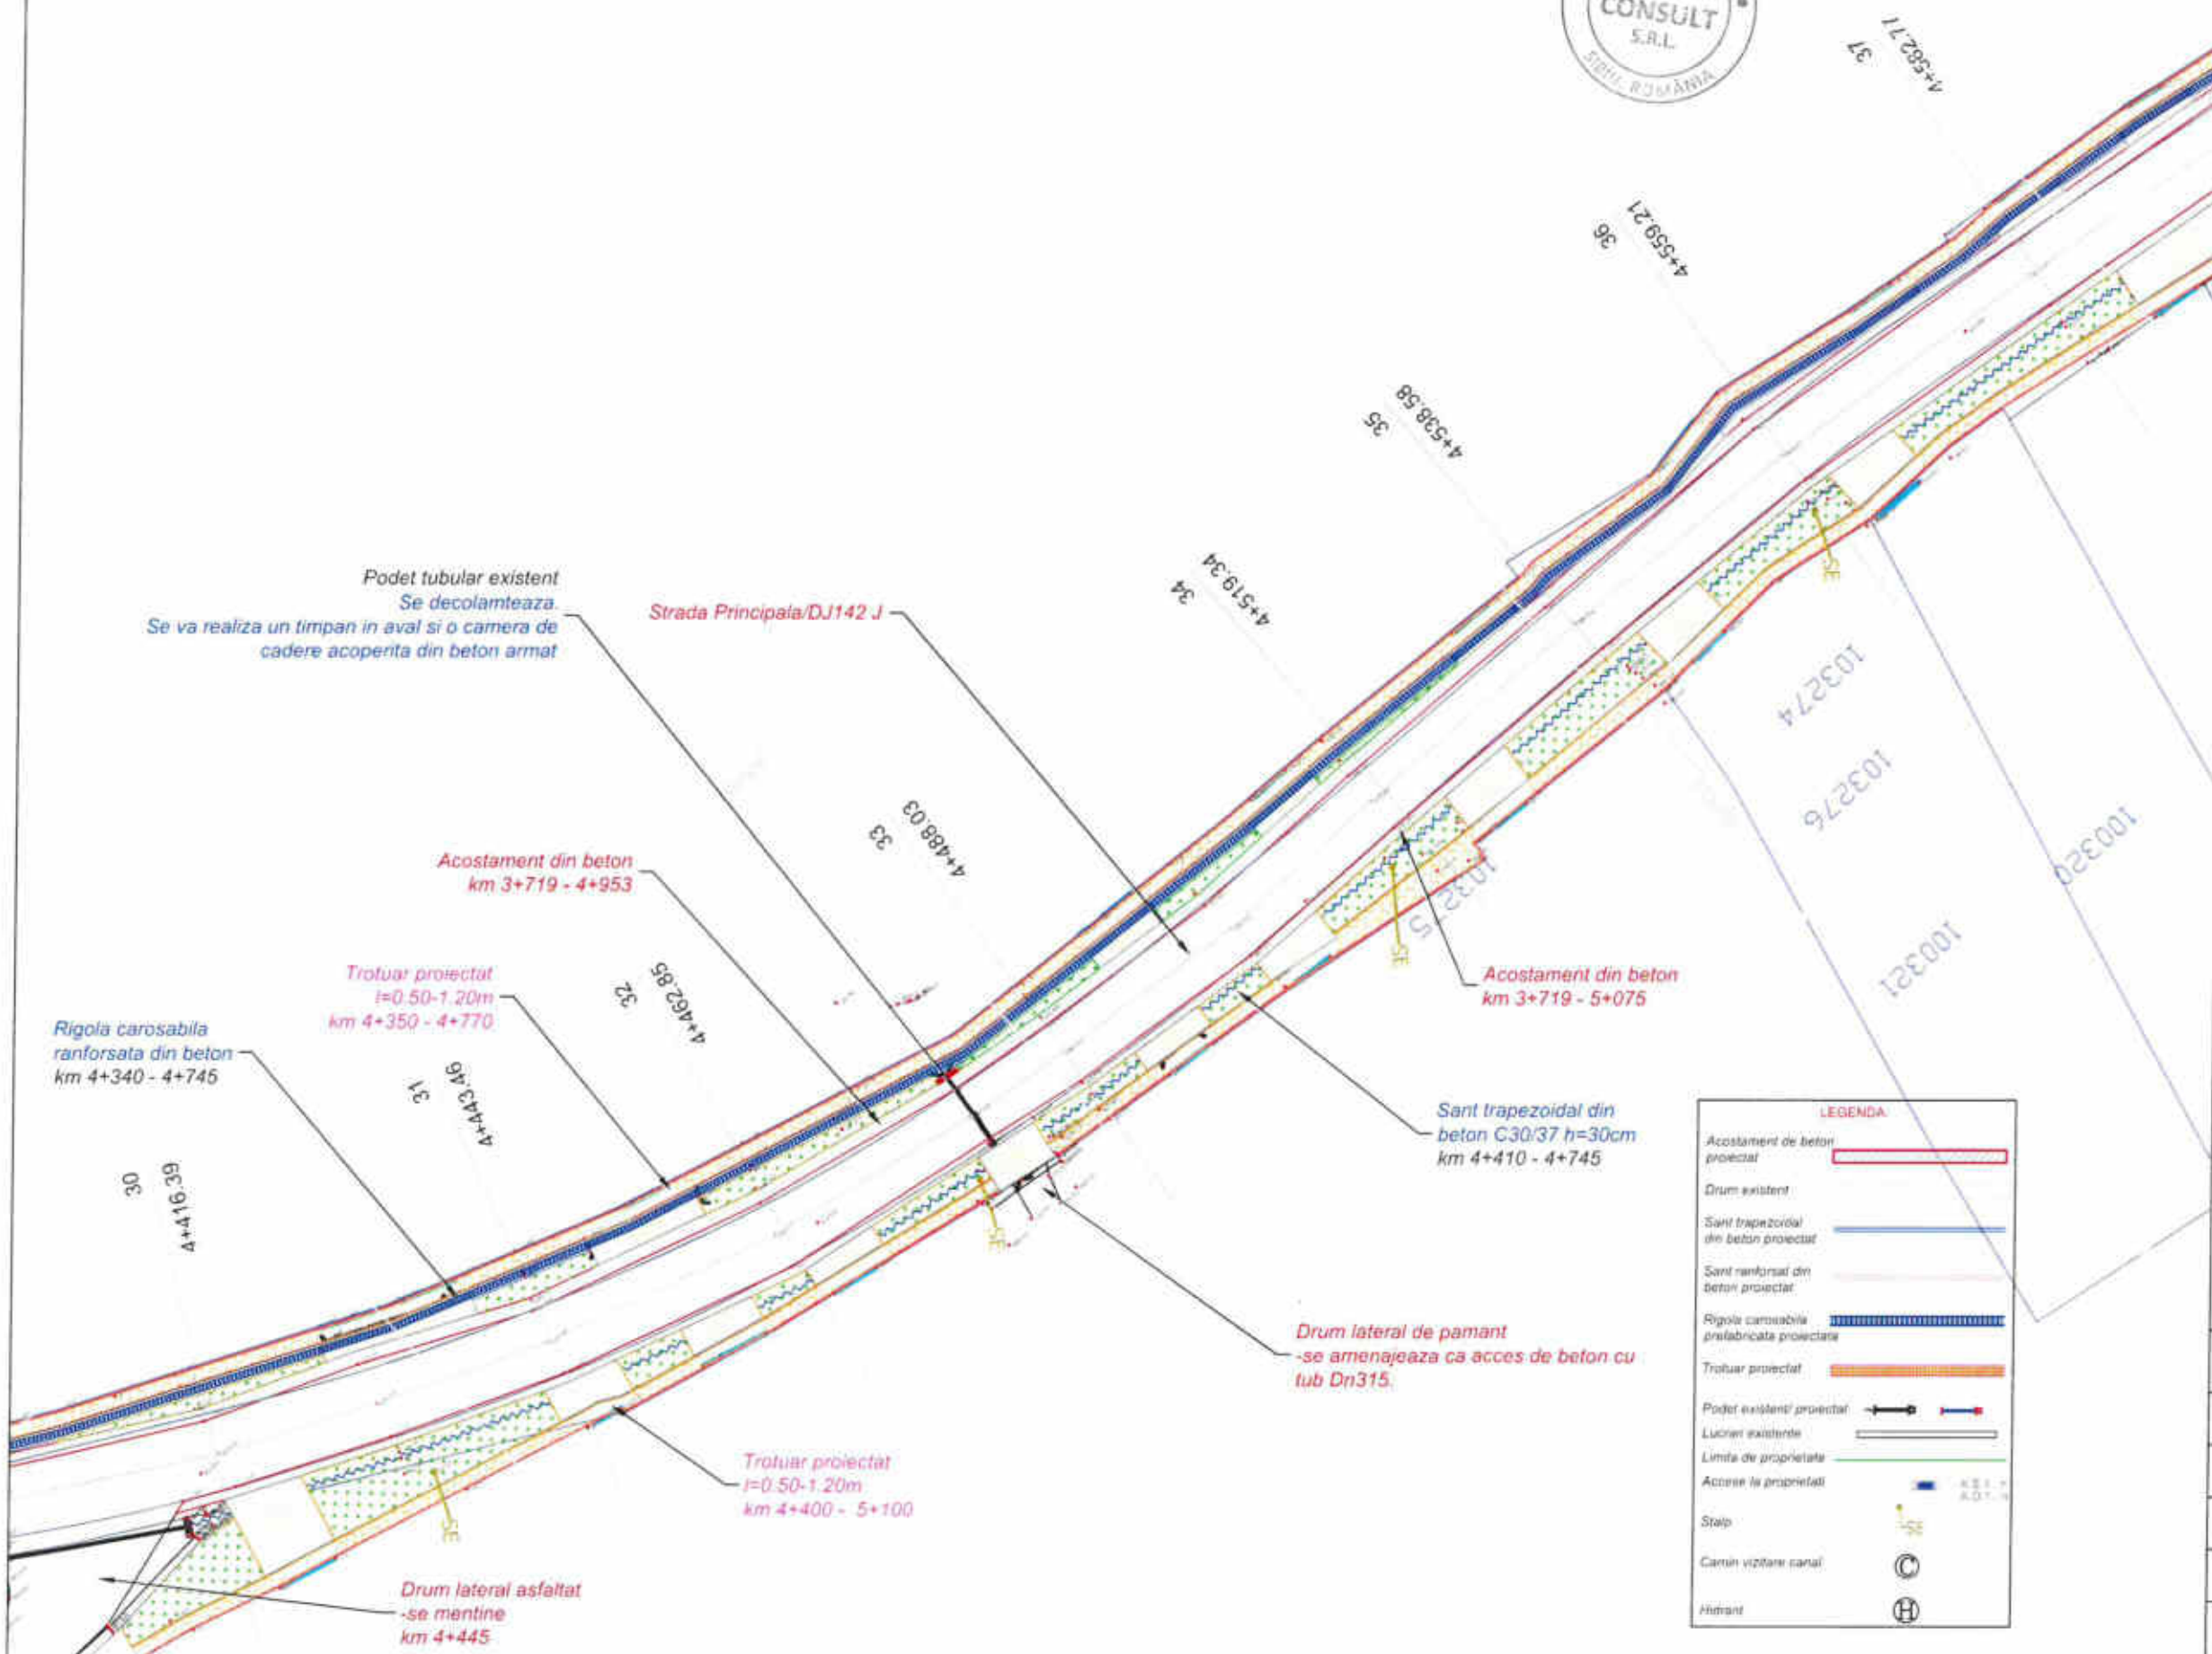 CONSULT
S.R.L.
SIBIU, ROMÂNIA
37
4+582.77
36
4+559.21
35
4+538.58
34
4+519.34
Podet tubular existent
Se decolamteaza.
Se va realiza un timpan in aval si o camera de
cadere acoperita din beton armat
Strada Principala/DJ142 J
33
4+488.03
Acostament din beton
km 3+719 - 4+953
32
4+462.85
Trotuar proiectat
l=0.50-1.20m
km 4+350 - 4+770
Rigola carosabila
ranforsata din beton
km 4+340 - 4+745
31
4+443.46
30
4+416.39
103274
103276
100320
100321
103275
SE
SE
SE
SE
Acostament din beton
km 3+719 - 5+075
Sant trapezoidal din
beton C30/37 h=30cm
km 4+410 - 4+745
Drum lateral de pamant
-se amenajeaza ca acces de beton cu
tub Dn315.
Trotuar proiectat
l=0.50-1.20m
km 4+400 - 5+100
Drum lateral asfaltat
-se mentine
km 4+445
LEGENDA
Acostament de beton
proiectat
Drum existent
Sant trapezoidal
din beton proiectat
Sant ranforsat din
beton proiectat
Rigola carosabila
prefabricata proiectata
Trotuar proiectat
Podet existent/ proiectat
Lucrari existente
Limita de proprietate
Accese la proprietati
Stalp
SE
Camin vizitare canal
C
Hidrant
H